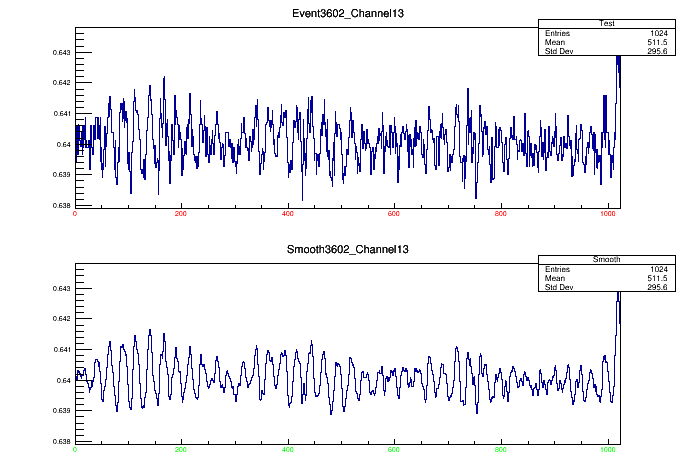 Event3602_Channel13
Test
Entries 1024
Mean 511.5
Std Dev 295.6
0.643
0.642
0.641
0.64
0.639
0.638
0 200 400 600 800 1000
Smooth3602_Channel13
Smooth
Entries 1024
Mean 511.5
Std Dev 295.6
0.643
0.642
0.641
0.64
0.639
0.638
0 200 400 600 800 1000